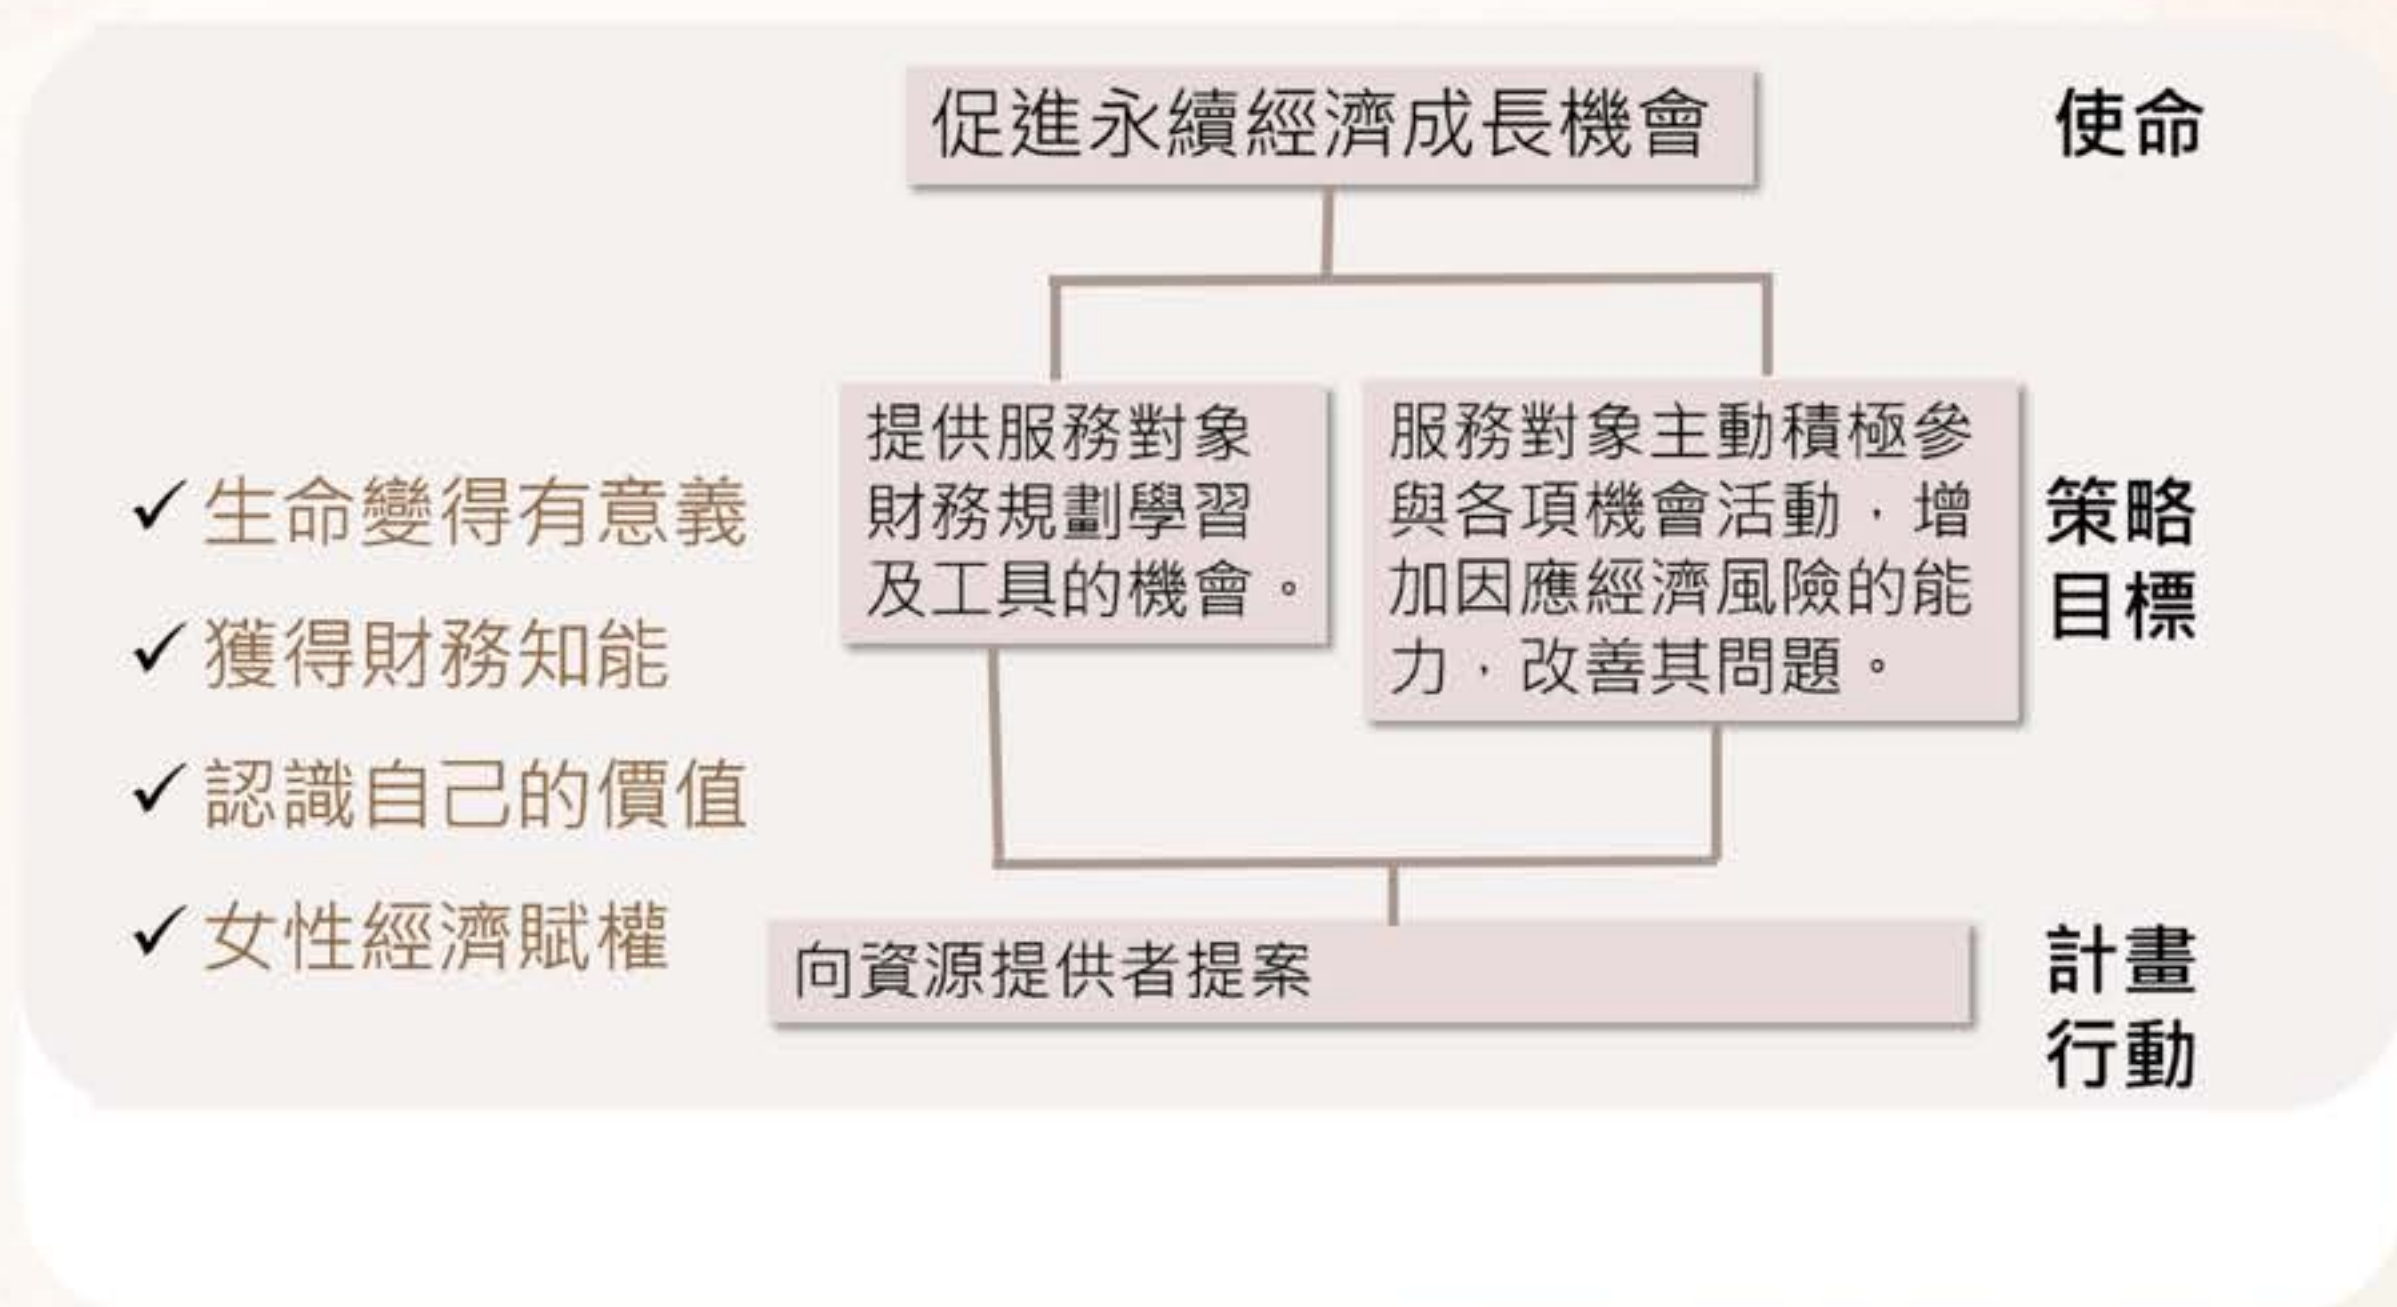 促進永續經濟成長機會
使命
✓生命變得有意義
✓獲得財務知能
✓認識自己的價值
✓女性經濟賦權
提供服務對象
財務規劃學習
及工具的機會。
服務對象主動積極參
與各項機會活動，增
加因應經濟風險的能
力，改善其問題。
策略
目標
向資源提供者提案
計畫
行動